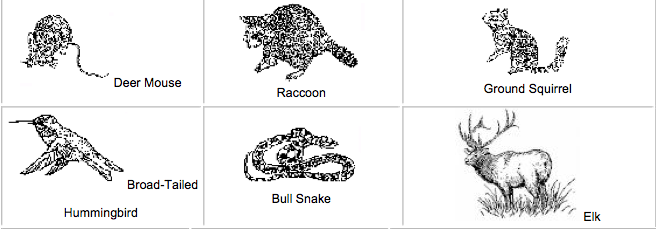 Deer Mouse
Raccoon
Ground Squirrel
Broad-Tailed
Hummingbird
Bull Snake
Elk